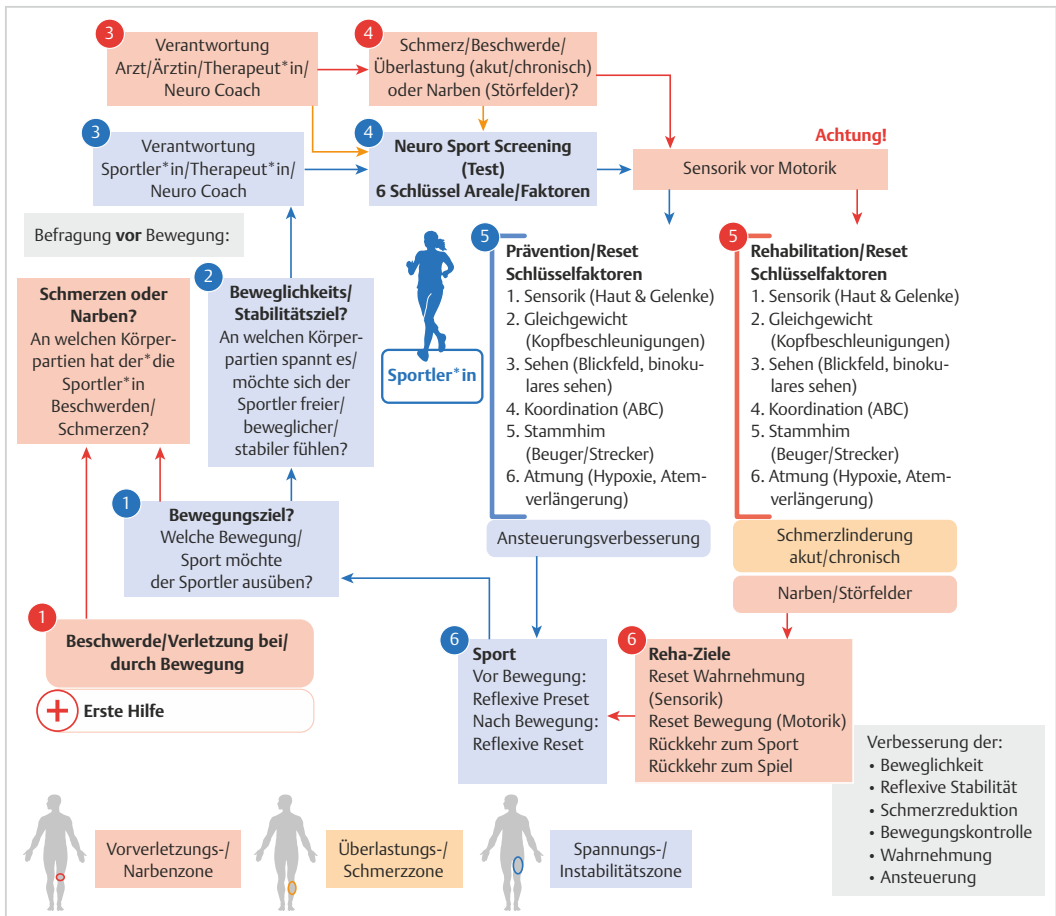 3
Verantwortung
Arzt/Ärztin/Therapeut*in/
Neuro Coach
4
Schmerz/Beschwerde/
Überlastung (akut/chronisch)
oder Narben (Störfelder)?
3
Verantwortung
Sportler*in/Therapeut*in/
Neuro Coach
4
Neuro Sport Screening
(Test)
6 Schlüssel Areale/Faktoren
Achtung!
Sensorik vor Motorik
Befragung vor Bewegung:
Schmerzen oder
Narben?
An welchen Körper-
partien hat der*die
Sportler*in
Beschwerden/
Schmerzen?
2
Beweglichkeits/
Stabilitätsziel?
An welchen Körper-
partien spannt es/
möchte sich der
Sportler freier/
beweglicher/
stabiler fühlen?
Sportler*in
5
Prävention/Reset
Schlüsselfaktoren
1. Sensorik (Haut & Gelenke)
2. Gleichgewicht
(Kopfbeschleunigungen)
3. Sehen (Blickfeld, binoku-
lares sehen)
4. Koordination (ABC)
5. Stammhim
(Beuger/Strecker)
6. Atmung (Hypoxie, Atem-
verlängerung)
Ansteuerungsverbesserung
5
Rehabilitation/Reset
Schlüsselfaktoren
1. Sensorik (Haut & Gelenke)
2. Gleichgewicht
(Kopfbeschleunigungen)
3. Sehen (Blickfeld, binoku-
lares sehen)
4. Koordination (ABC)
5. Stammhim
(Beuger/Strecker)
6. Atmung (Hypoxie, Atem-
verlängerung)
Schmerzlinderung
akut/chronisch
Narben/Störfelder
1
Bewegungsziel?
Welche Bewegung/
Sport möchte
der Sportler ausüben?
1
Beschwerde/Verletzung bei/
durch Bewegung
Erste Hilfe
6
Sport
Vor Bewegung:
Reflexive Preset
Nach Bewegung:
Reflexive Reset
6
Reha-Ziele
Reset Wahrnehmung
(Sensorik)
Reset Bewegung (Motorik)
Rückkehr zum Sport
Rückkehr zum Spiel
Verbesserung der:
• Beweglichkeit
• Reflexive Stabilität
• Schmerzreduktion
• Bewegungskontrolle
• Wahrnehmung
• Ansteuerung
Vorverletzungs-/
Narbenzone
Überlastungs-/
Schmerzzone
Spannungs-/
Instabilitätszone